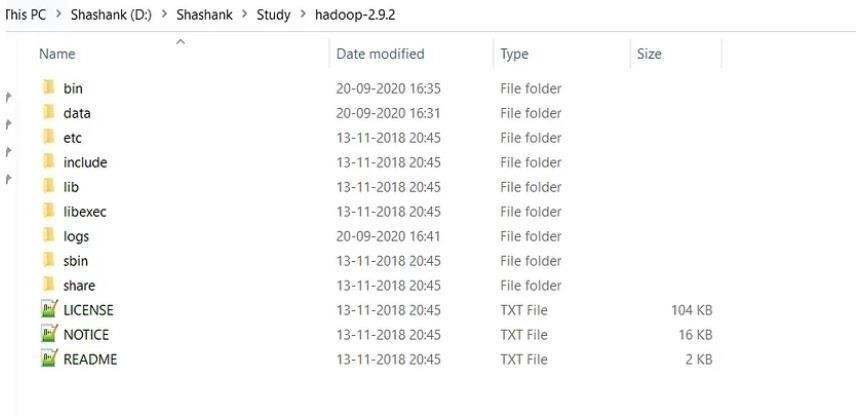 This PC > Shashank (D:) > Shashank > Study > hadoop-2.9.2
Name Date modified Type Size
bin 20-09-2020 16:35 File folder
data 20-09-2020 16:31 File folder
etc 13-11-2018 20:45 File folder
include 13-11-2018 20:45 File folder
lib 13-11-2018 20:45 File folder
libexec 13-11-2018 20:45 File folder
logs 20-09-2020 16:41 File folder
sbin 13-11-2018 20:45 File folder
share 13-11-2018 20:45 File folder
LICENSE 13-11-2018 20:45 TXT File 104 KB
NOTICE 13-11-2018 20:45 TXT File 16 KB
README 13-11-2018 20:45 TXT File 2 KB